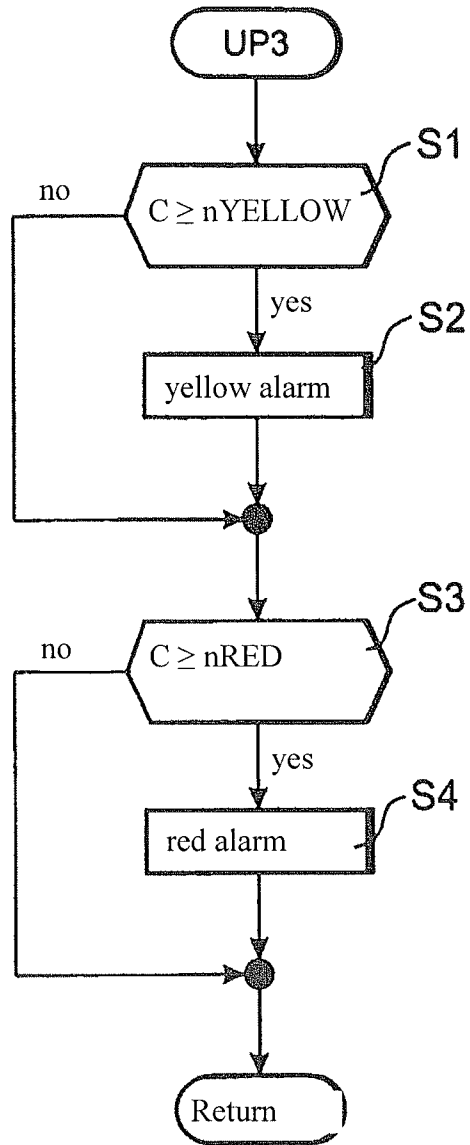 UP3
S1
C ≥ nYELLOW
no
yes
S2
yellow alarm
S3
C ≥ nRED
no
yes
S4
red alarm
Return